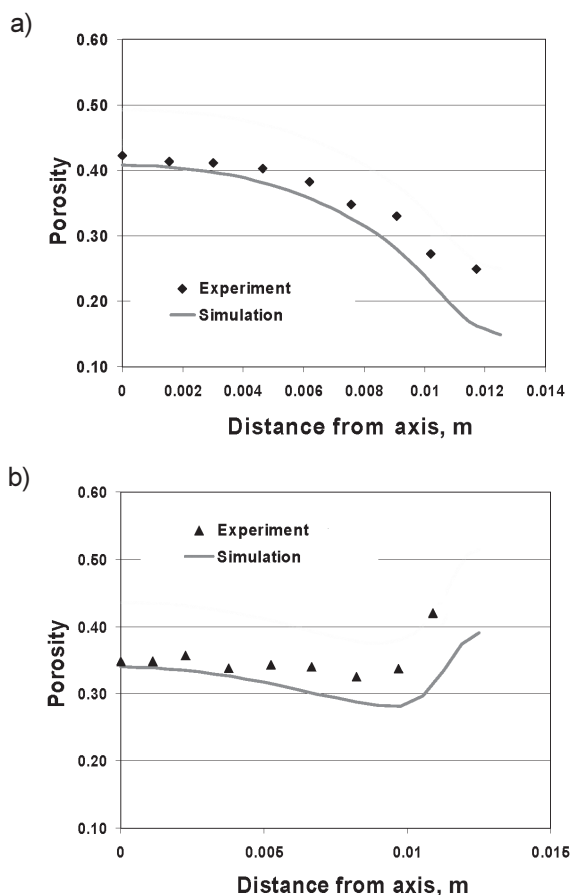 a)
0.60
0.50
0.40
0.30
0.20
0.10
Porosity
Experiment
Simulation
0 0.002 0.004 0.006 0.008 0.01 0.012 0.014
Distance from axis, m
b)
0.60
0.50
0.40
0.30
0.20
0.10
Porosity
Experiment
Simulation
0 0.005 0.01 0.015
Distance from axis, m